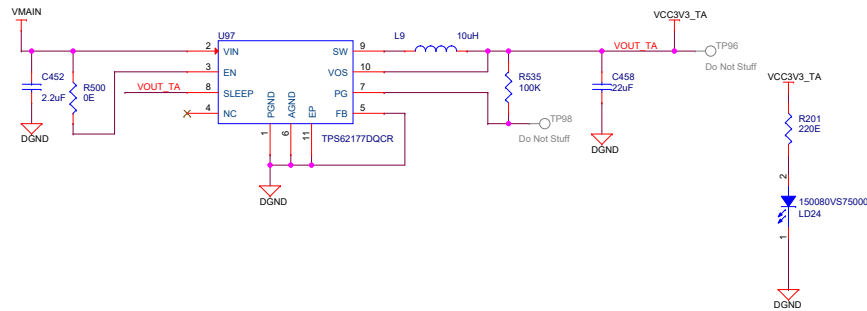 VMAIN
U97
2
VIN
SW
9
L9
10uH
VCC3V3_TA
VOUT_TA
TP96
Do Not Stuff
3
EN
VOS
10
C452
2.2uF
R500
0E
VOUT_TA
8
SLEEP
PG
7
R535
100K
C458
22uF
4
NC
FB
5
PGND
AGND
EP
1
6
11
TPS62177DQCR
TP98
Do Not Stuff
DGND
DGND
DGND
VCC3V3_TA
R201
220E
2
150080VS75000
LD24
1
DGND